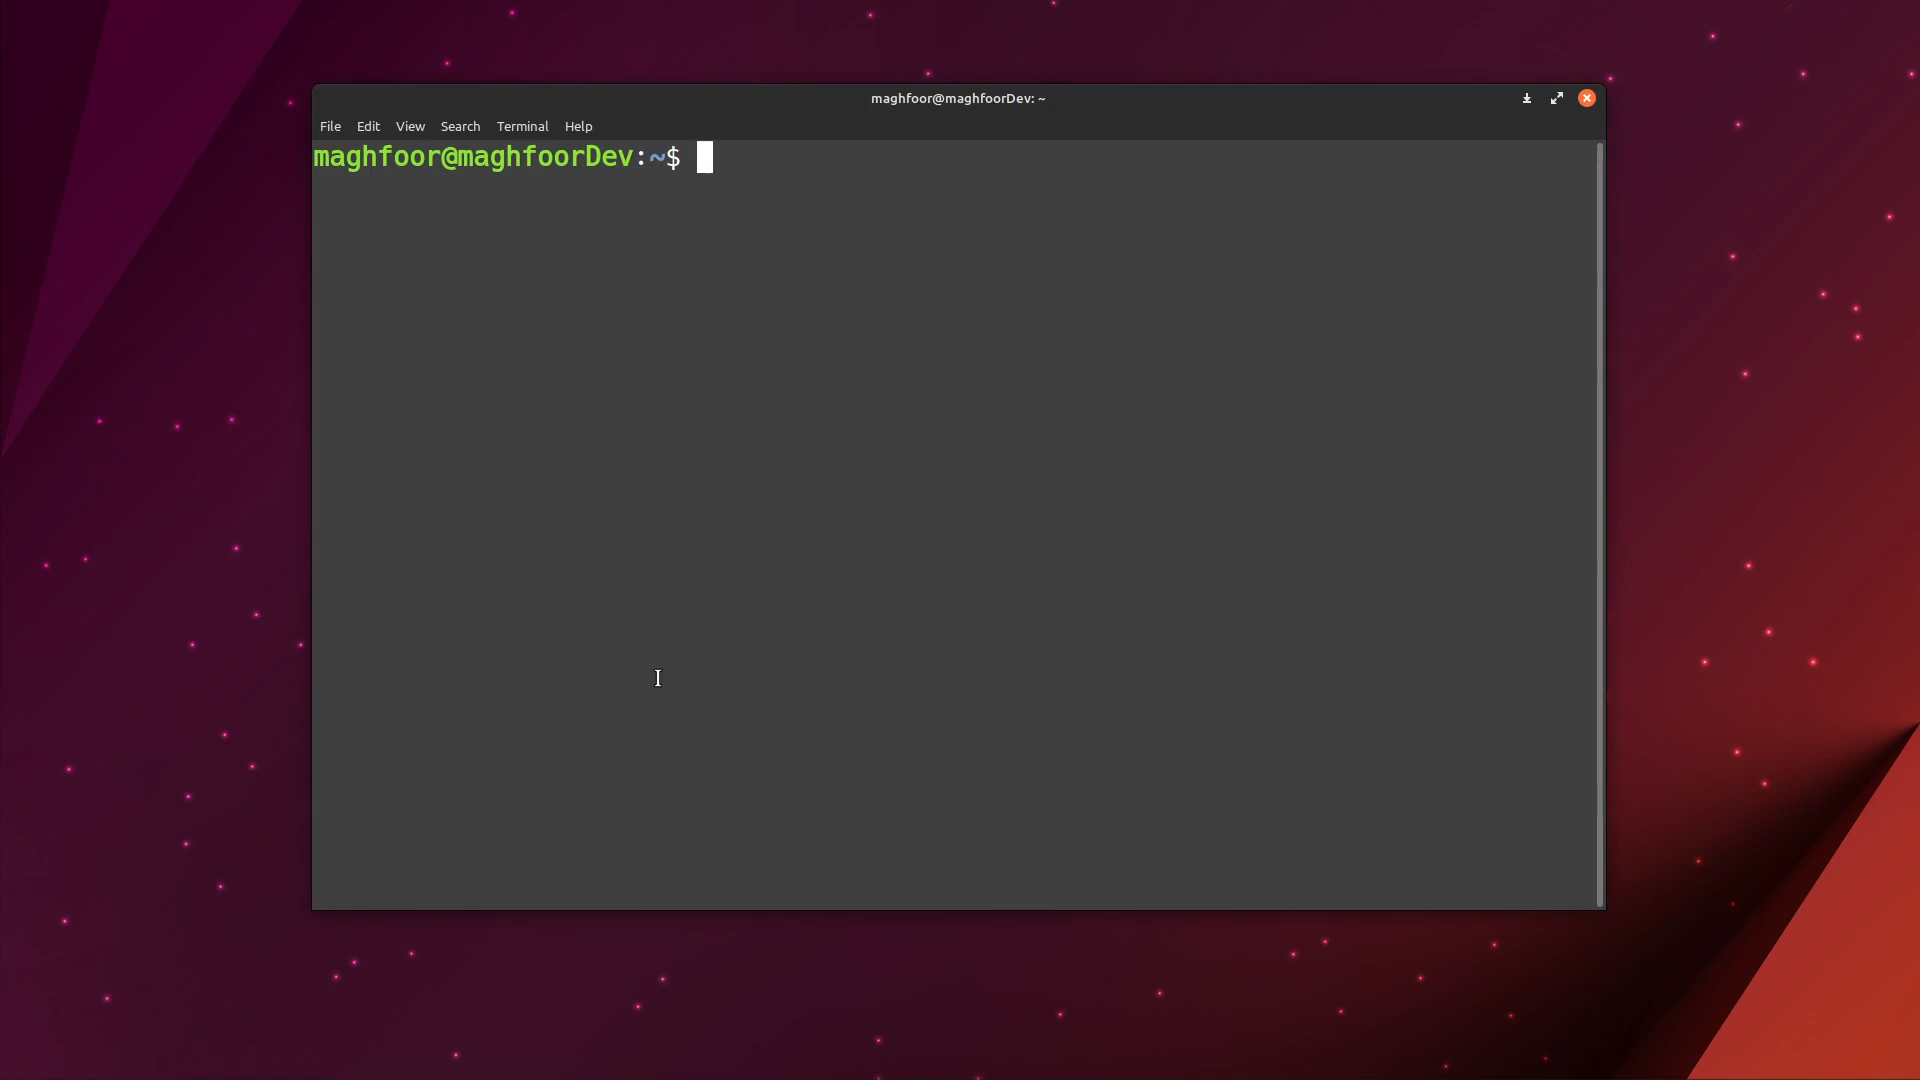 maghfoor@maghfoorDev: ~
File Edit View Search Terminal Help
maghfoor@maghfoorDev:~$